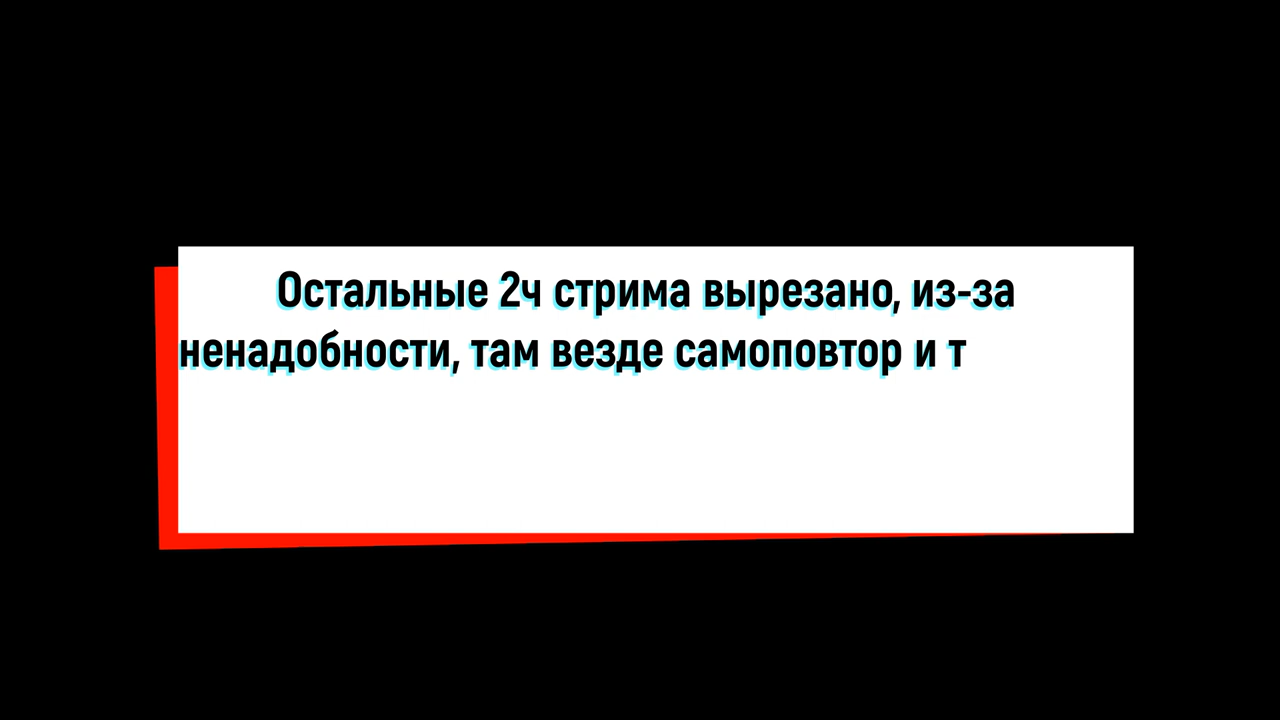 Остальные 2ч стрима вырезано, из-за
ненадобности, там везде самоповтор и т